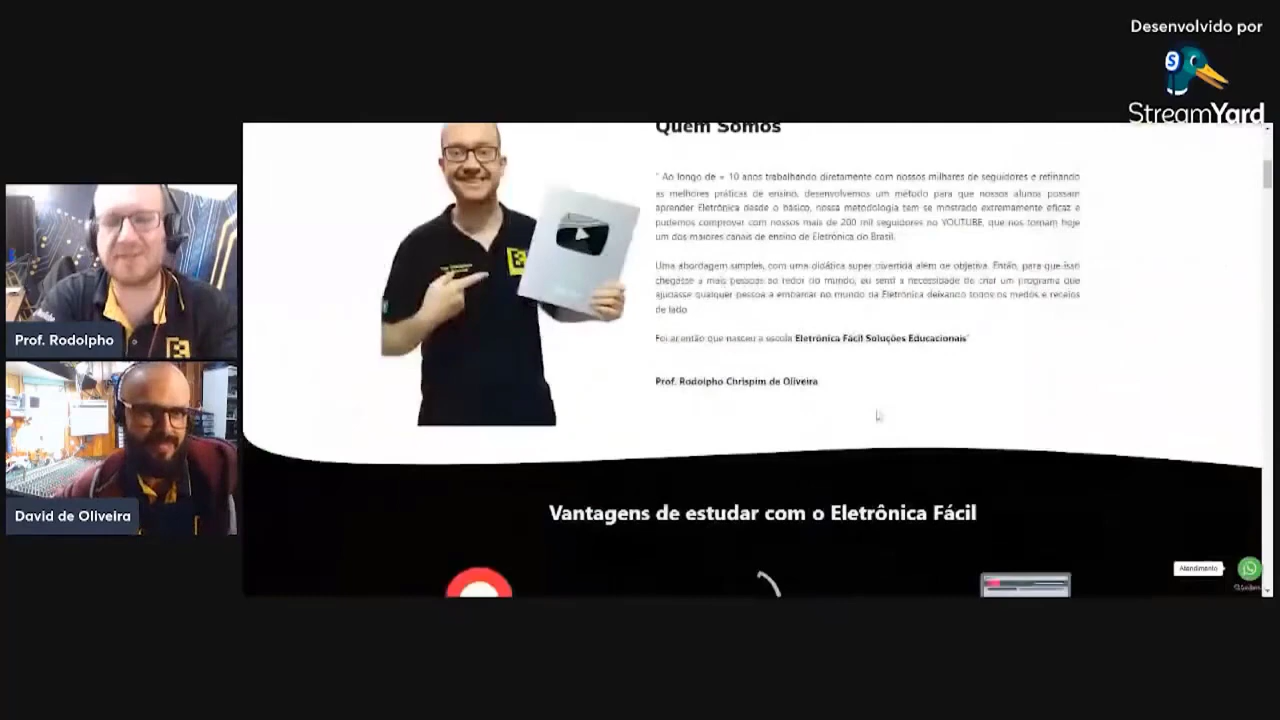 Desenvolvido por
StreamYard
Quem Somos
" Ao longo de + 10 anos trabalhando diretamente com nossos milhares de seguidores e refinando
as melhores práticas de ensino, desenvolvemos um método para que nossos alunos possam
aprender Eletrônica desde o básico, nossa metodologia tem se mostrado extremamente eficaz e
pudemos comprovar com nossos mais de 200 mil seguidores no YOUTUBE, que nos tornam hoje
um dos maiores canais de ensino de Eletrônica do Brasil.
Uma abordagem simples, com uma didática super divertida além de objetiva. Então, para que isso
chegasse a mais pessoas ao redor do mundo, eu senti a necessidade de criar um programa que
ajudasse qualquer pessoa a embarcar no mundo da Eletrônica deixando todos os medos e receios
de lado
Foi aí então que nasceu a escola Eletrônica Fácil Soluções Educacionais"
Prof. Rodolpho Chrispim de Oliveira
Prof. Rodolpho
David de Oliveira
Vantagens de estudar com o Eletrônica Fácil
Atendimento